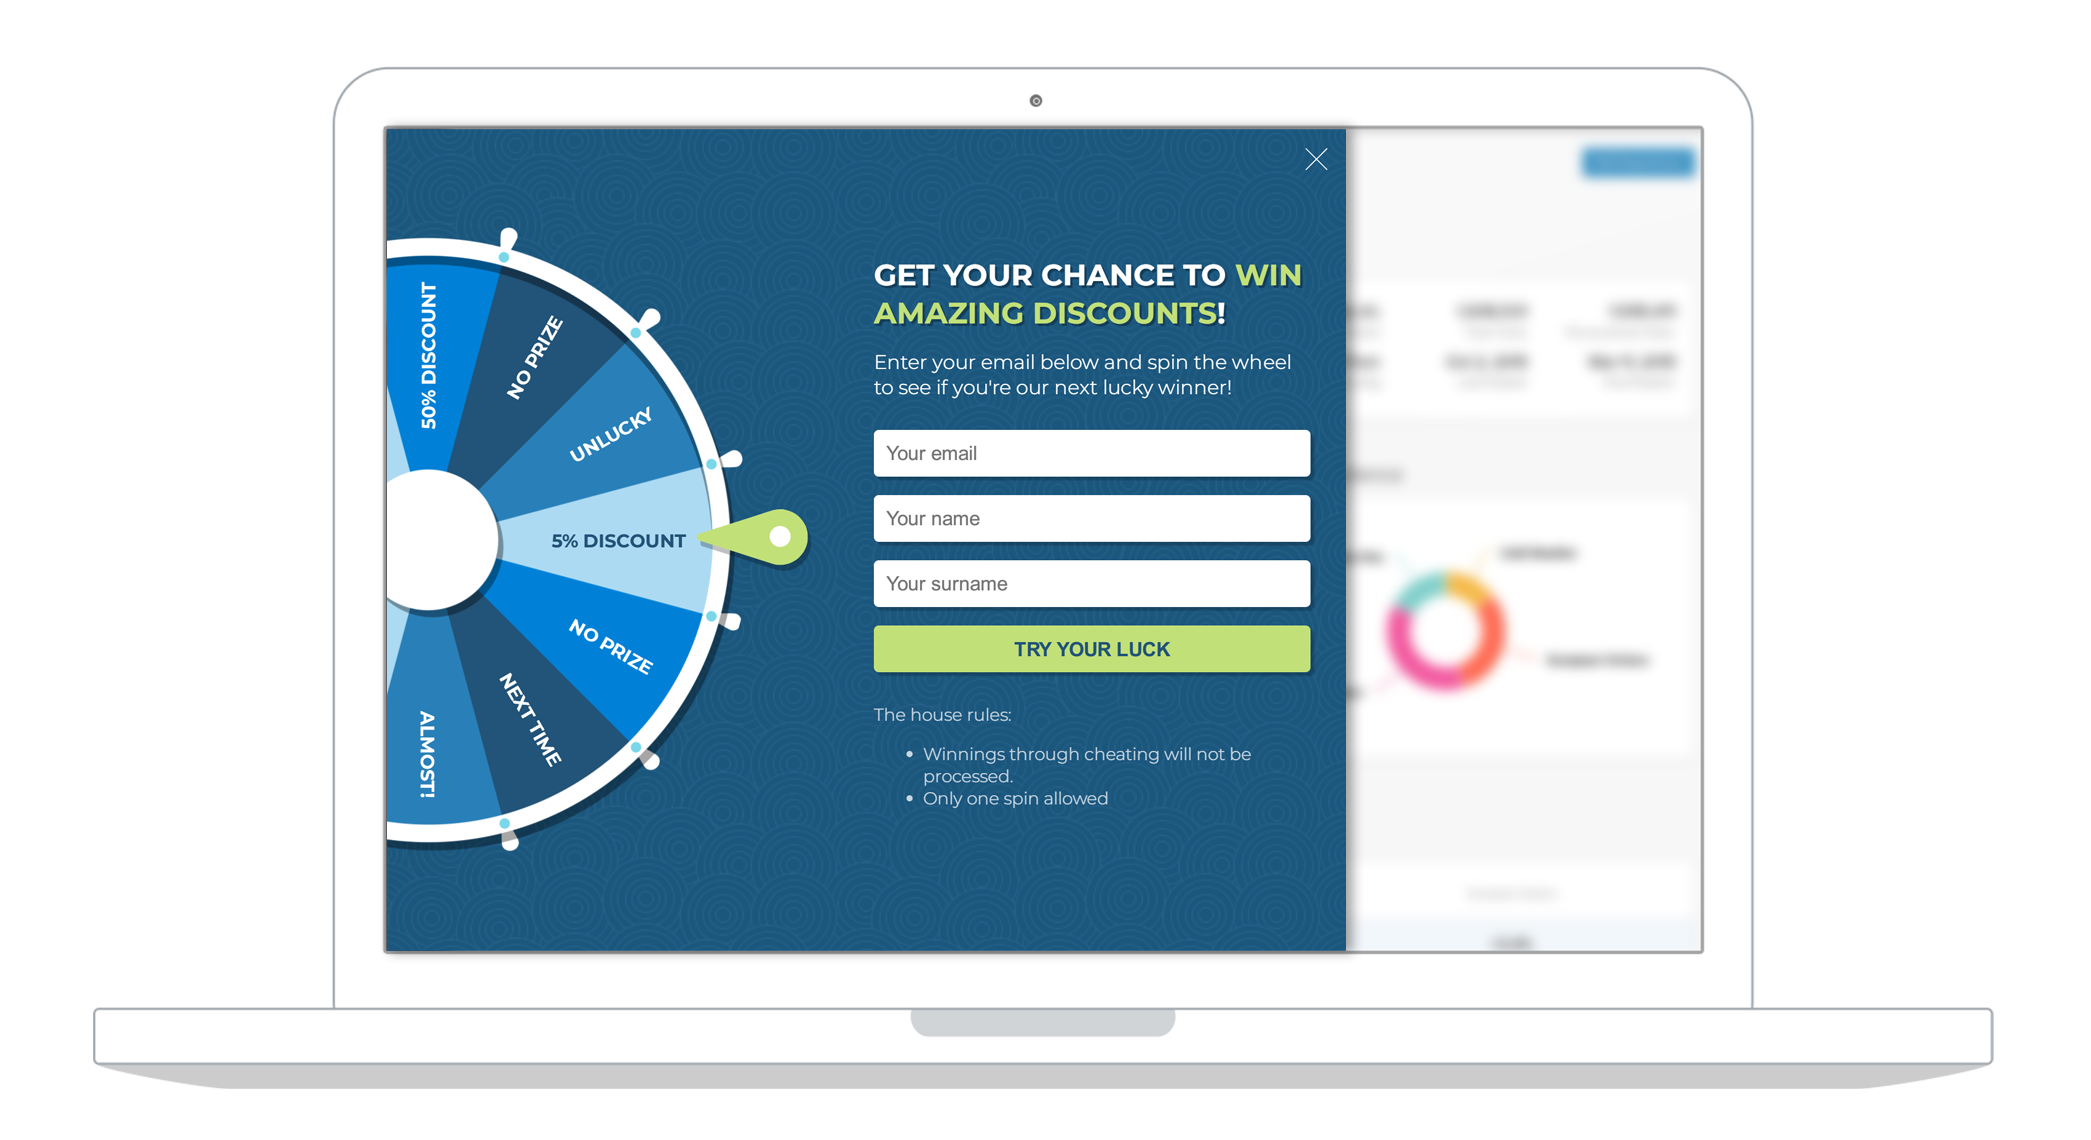 50% DISCOUNT
NO PRIZE
UNLUCKY
5% DISCOUNT
NO PRIZE
NEXT TIME
ALMOST!
GET YOUR CHANCE TO WIN
AMAZING DISCOUNTS!
Enter your email below and spin the wheel
to see if you're our next lucky winner!
Your email
Your name
Your surname
TRY YOUR LUCK
The house rules:
• Winnings through cheating will not be
processed.
• Only one spin allowed